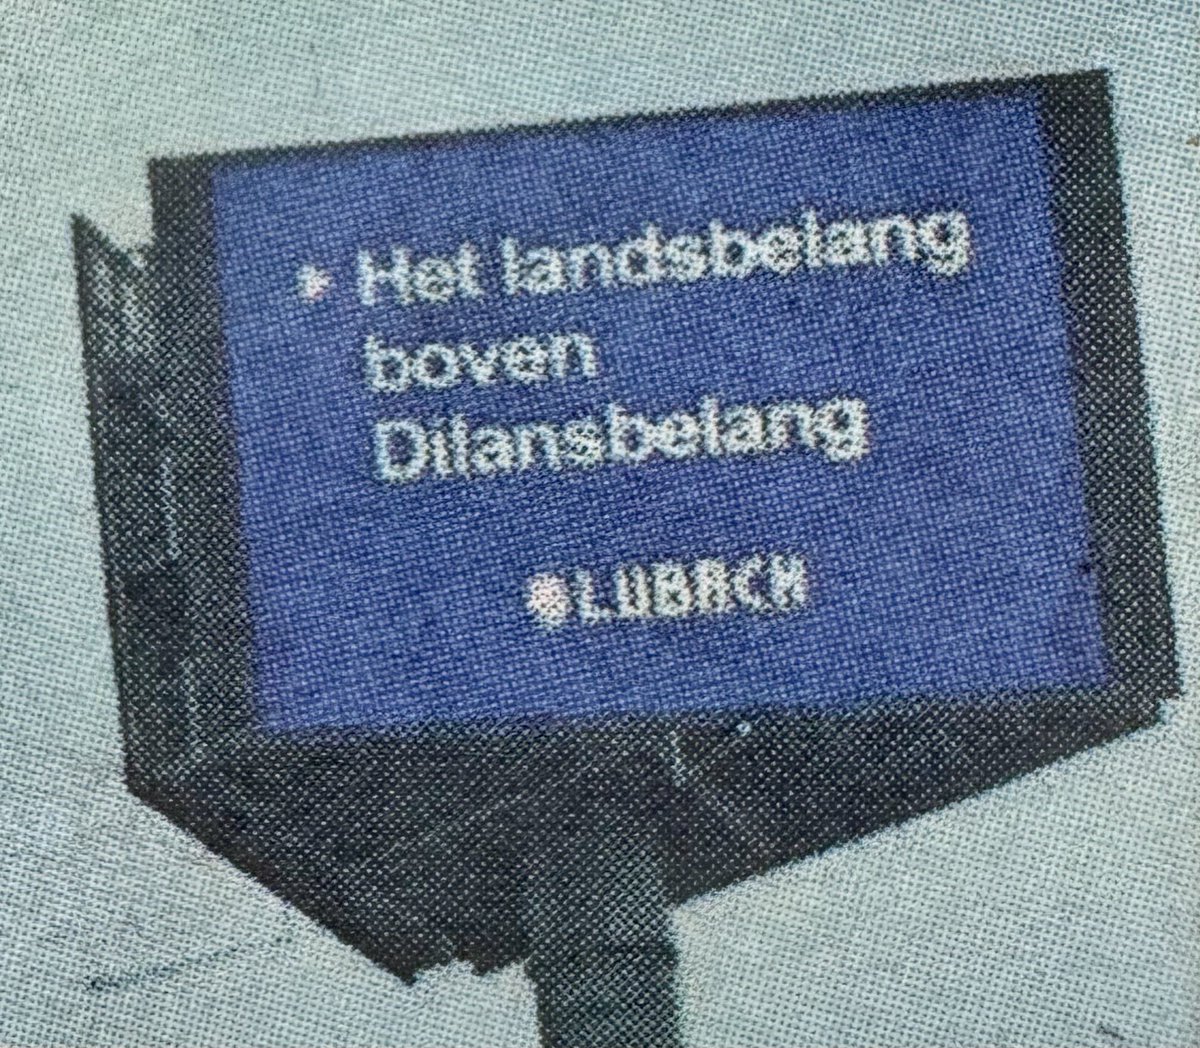 Het landsbelang
boven
Dilansbelang
LUBACH